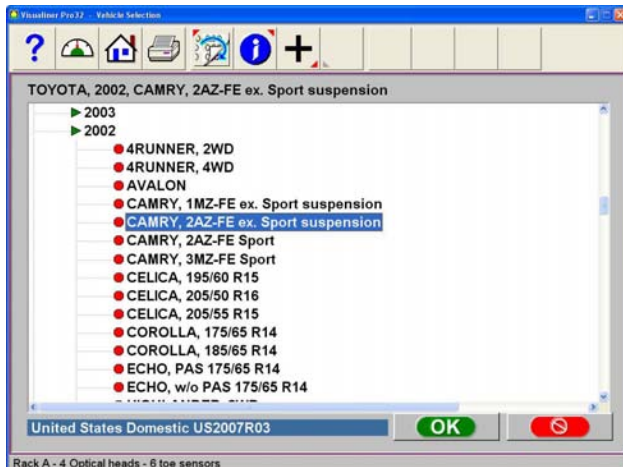 Visualiner Pro32 - Vehicle Selection
?
i
TOYOTA, 2002, CAMRY, 2AZ-FE ex. Sport suspension
2003
2002
4RUNNER, 2WD
4RUNNER, 4WD
AVALON
CAMRY, 1MZ-FE ex. Sport suspension
CAMRY, 2AZ-FE ex. Sport suspension
CAMRY, 2AZ-FE Sport
CAMRY, 3MZ-FE Sport
CELICA, 195/60 R15
CELICA, 205/50 R16
CELICA, 205/55 R15
COROLLA, 175/65 R14
COROLLA, 185/65 R14
ECHO, PAS 175/65 R14
ECHO, w/o PAS 175/65 R14
United States Domestic US2007R03
OK
Rack A - 4 Optical heads - 6 toe sensors